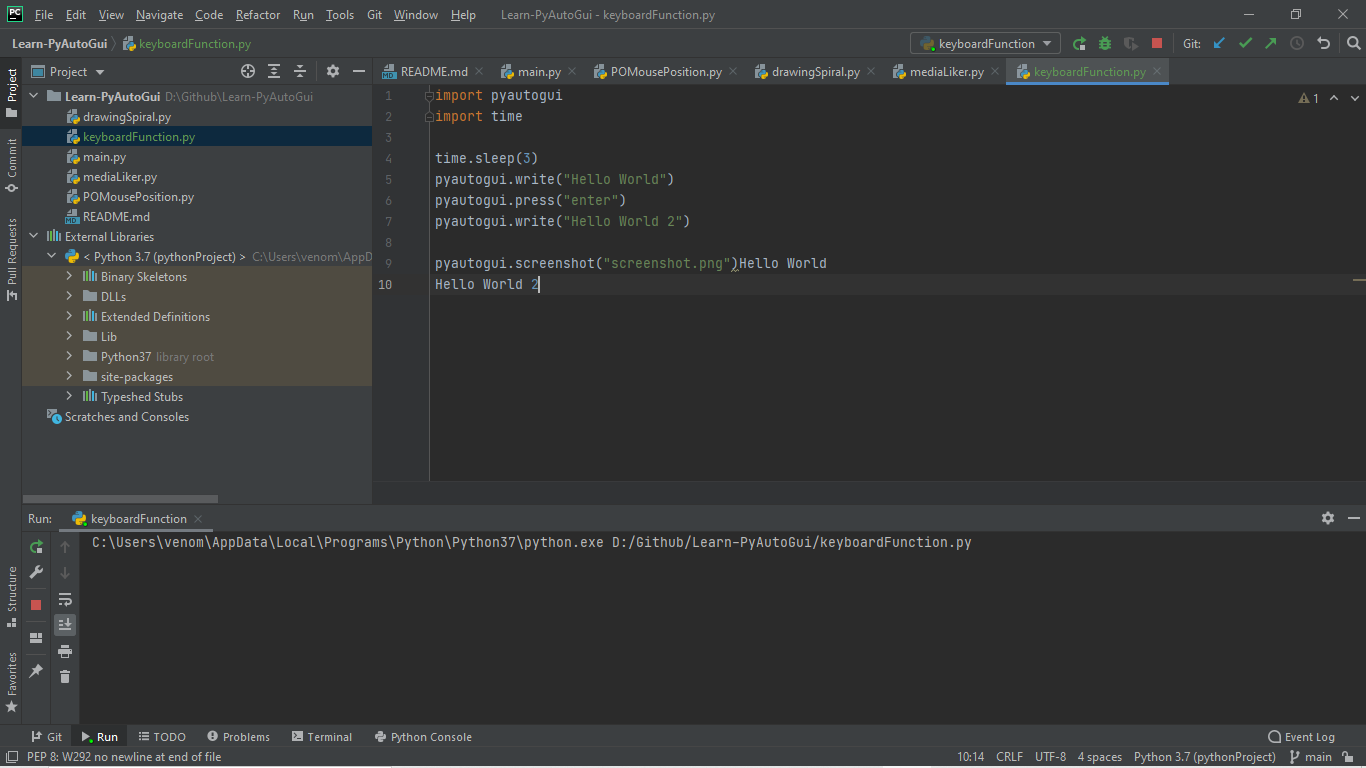 PC File Edit View Navigate Code Refactor Run Tools Git Window Help Learn-PyAutoGui - keyboardFunction.py
Learn-PyAutoGui keyboardFunction.py keyboardFunction Git:
Project
Commit
Pull Requests
Structure
Favorites
Project
Learn-PyAutoGui D:\Github\Learn-PyAutoGui
drawingSpiral.py
keyboardFunction.py
main.py
mediaLiker.py
POMousePosition.py
README.md
External Libraries
< Python 3.7 (pythonProject) > C:\Users\venom\AppD
Binary Skeletons
DLLs
Extended Definitions
Lib
Python37 library root
site-packages
Typeshed Stubs
Scratches and Consoles
README.md main.py POMousePosition.py drawingSpiral.py mediaLiker.py keyboardFunction.py
1 import pyautogui
1
2 import time
3
4 time.sleep(3)
5 pyautogui.write("Hello World")
6 pyautogui.press("enter")
7 pyautogui.write("Hello World 2")
8
9 pyautogui.screenshot("screenshot.png")Hello World
10 Hello World 2
Run: keyboardFunction
C:\Users\venom\AppData\Local\Programs\Python\Python37\python.exe D:/Github/Learn-PyAutoGui/keyboardFunction.py
Git Run TODO Problems Terminal Python Console Event Log
PEP 8: W292 no newline at end of file 10:14 CRLF UTF-8 4 spaces Python 3.7 (pythonProject) main